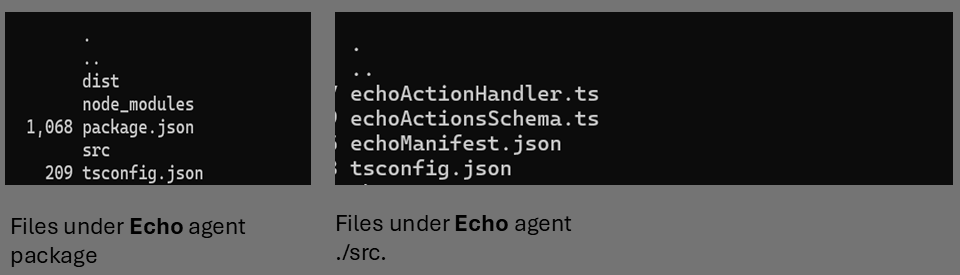 .
..
dist
node_modules
1,068 package.json
src
209 tsconfig.json
.
..
echoActionHandler.ts
echoActionsSchema.ts
echoManifest.json
tsconfig.json
Files under Echo agent
package
Files under Echo agent
./src.